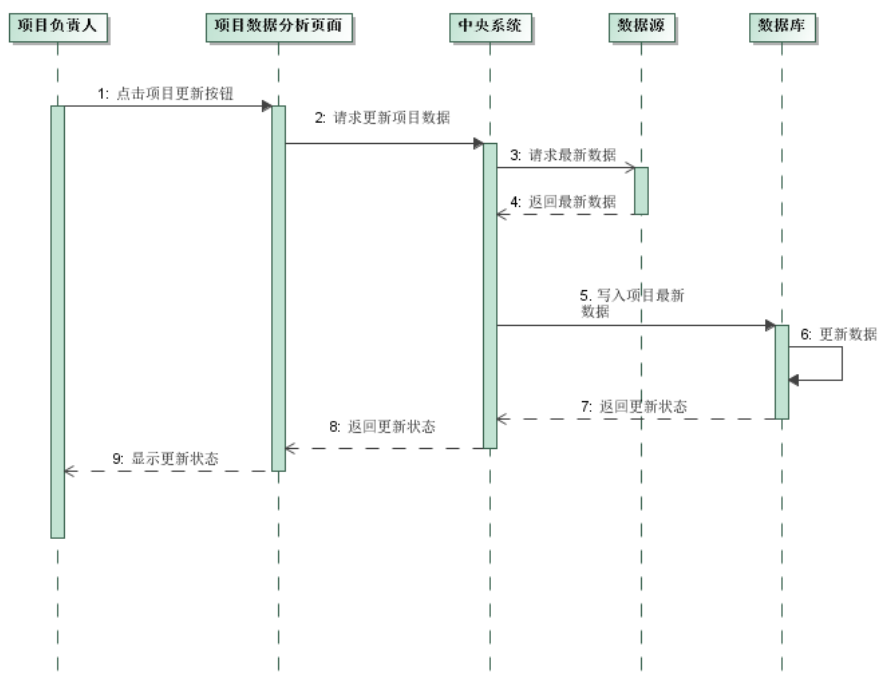 项目负责人
项目数据分析页面
中央系统
数据源
数据库
1: 点击项目更新按钮
2: 请求更新项目数据
3: 请求最新数据
4: 返回最新数据
5. 写入项目最新
数据
6: 更新数据
7: 返回更新状态
8: 返回更新状态
9: 显示更新状态